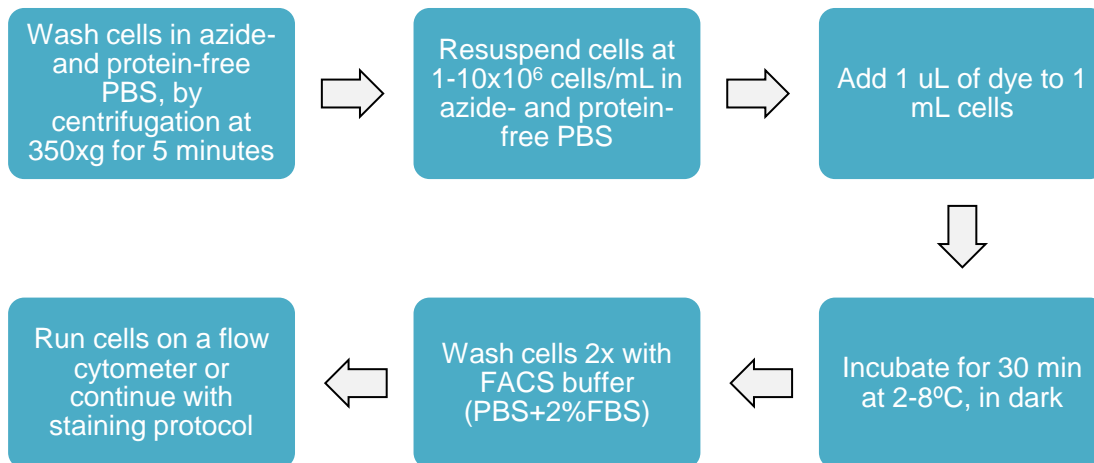 Wash cells in azide-
and protein-free
PBS, by
centrifugation at
350xg for 5 minutes
Resuspend cells at
1-10x10⁶ cells/mL in
azide- and protein-
free PBS
Add 1 uL of dye to 1
mL cells
Incubate for 30 min
at 2-8ºC, in dark
Wash cells 2x with
FACS buffer
(PBS+2%FBS)
Run cells on a flow
cytometer or
continue with
staining protocol